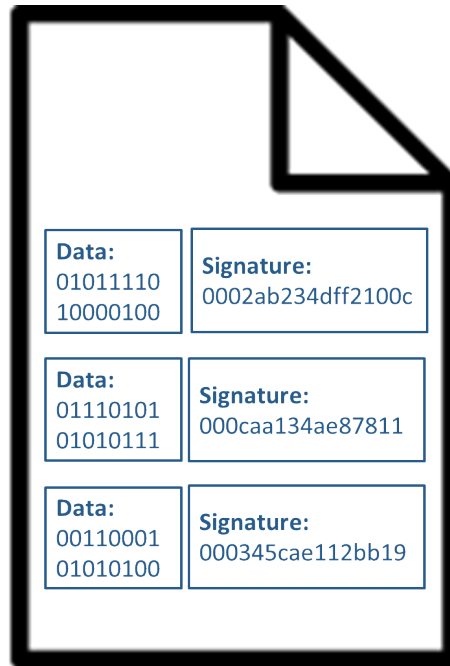 Data:
01011110
10000100
Signature:
0002ab234dff2100c
Data:
01110101
01010111
Signature:
000caa134ae87811
Data:
00110001
01010100
Signature:
000345cae112bb19